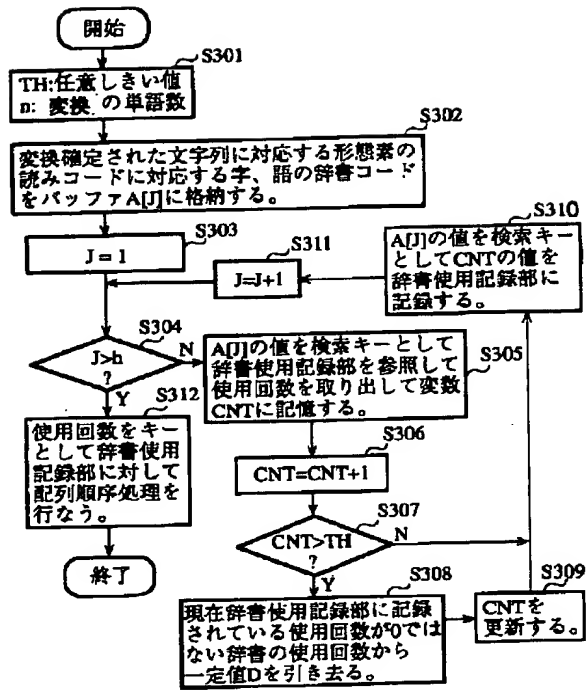 開始
S301
TH:任意しきい値
n: 変換 の単語数
S302
変換確定された文字列に対応する形態素の
読みコードに対応する字、語の辞書コード
をバッファA[J]に格納する。
S303
J=1
S311
J=J+1
S310
A[J]の値を検索キー
としてCNTの値を
辞書使用記録部に
記録する。
S304
J>n
?
N
Y
S305
A[J]の値を検索キーとして
辞書使用記録部を参照して
使用回数を取り出して変数
CNTに記憶する。
S312
使用回数をキー
として辞書使用
記録部に対して
配列順序処理を
行なう。
終了
S306
CNT=CNT+1
S307
CNT>TH
?
N
Y
S308
現在辞書使用記録部に記録
されている使用回数が0では
ない辞書の使用回数から
一定値Dを引き去る。
S309
CNTを
更新する。